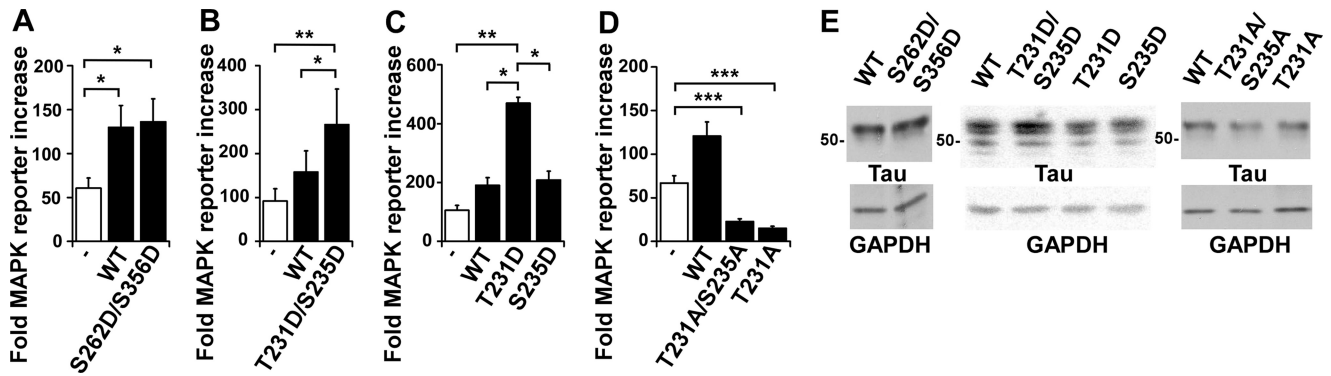 A
Fold MAPK reporter increase
200
150
100
50
0
*
*
-
WT
S262D/S356D
B
Fold MAPK reporter increase
400
300
200
100
0
**
*
-
WT
T231D/S235D
C
Fold MAPK reporter increase
600
400
200
0
**
*
*
-
WT
T231D
S235D
D
Fold MAPK reporter increase
200
150
100
50
0
***
***
-
WT
T231A/S235A
T231A
E
WT
S262D/
S356D
50-
Tau
GAPDH
WT
T231D/
S235D
T231D
S235D
50-
Tau
GAPDH
WT
T231A/
S235A
T231A
50-
Tau
GAPDH